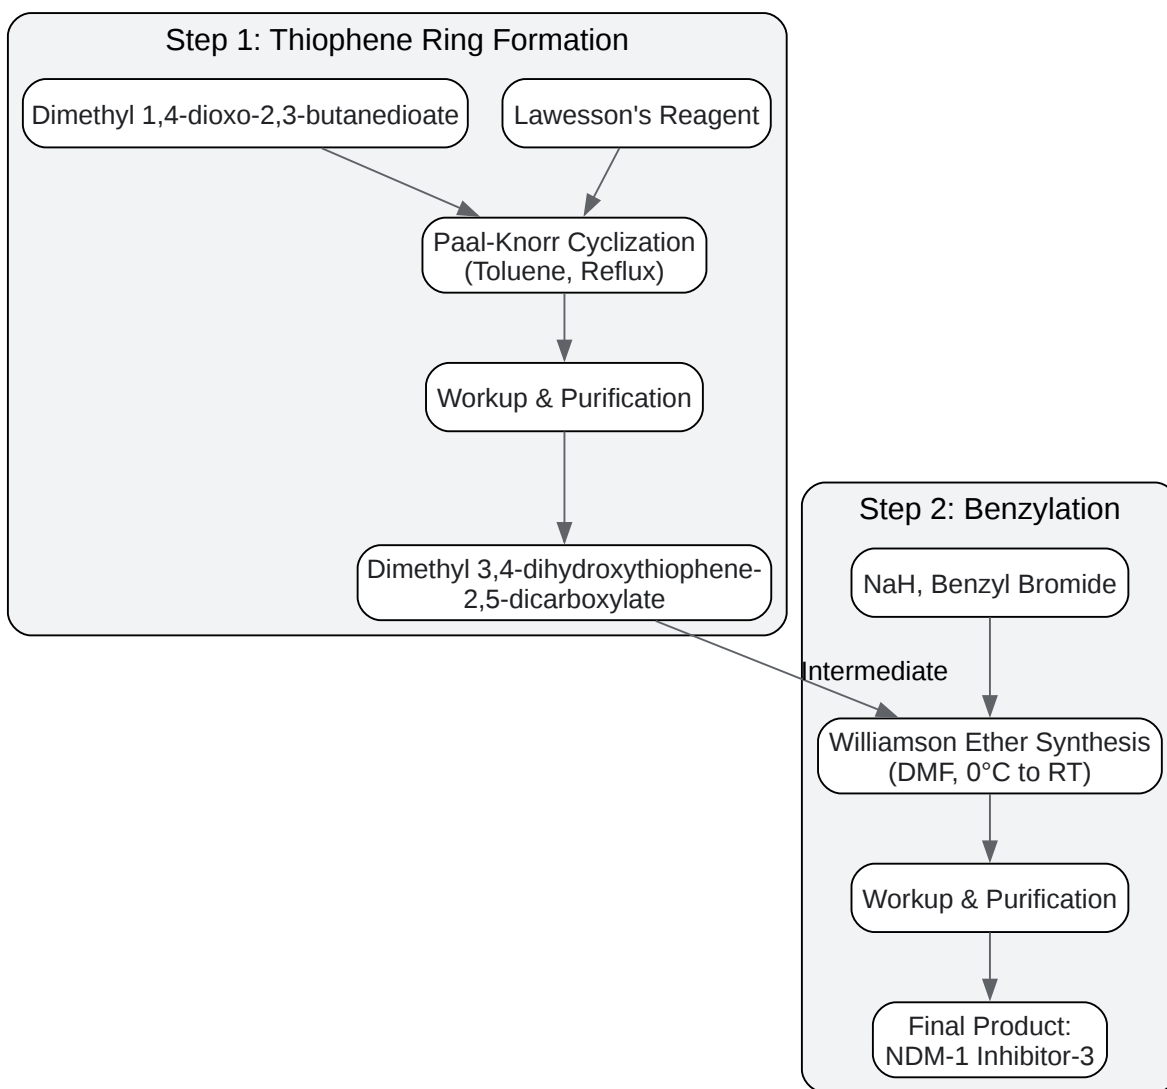 Step 1: Thiophene Ring Formation
Dimethyl 1,4-dioxo-2,3-butanedioate
Lawesson's Reagent
Paal-Knorr Cyclization
(Toluene, Reflux)
Workup & Purification
Dimethyl 3,4-dihydroxythiophene-
2,5-dicarboxylate
Intermediate
Step 2: Benzylation
NaH, Benzyl Bromide
Williamson Ether Synthesis
(DMF, 0°C to RT)
Workup & Purification
Final Product:
NDM-1 Inhibitor-3